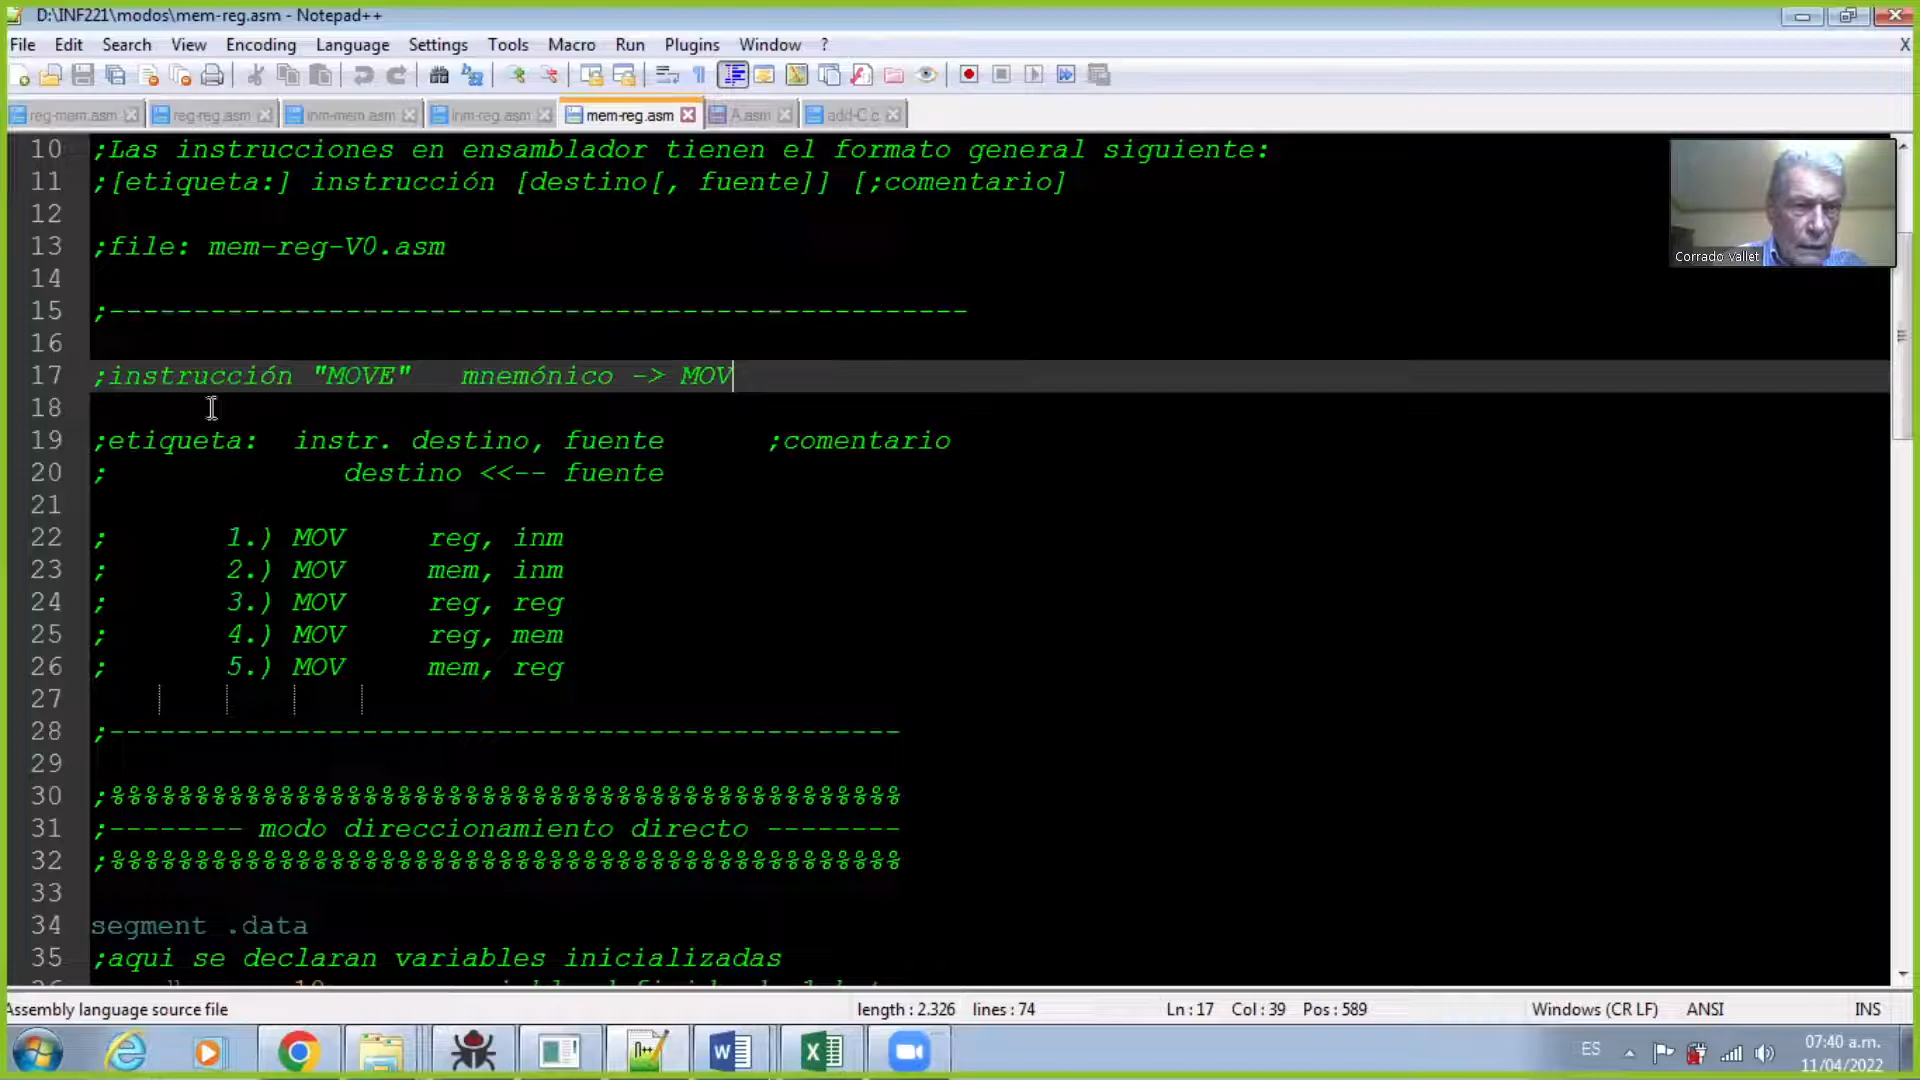 D:\INF221\modos\mem-reg.asm - Notepad++
File Edit Search View Encoding Language Settings Tools Macro Run Plugins Window ? X
reg-mem.asm reg-reg.asm inm-mem.asm inm-reg.asm mem-reg.asm A.asm add-C.c
10 ;Las instrucciones en ensamblador tienen el formato general siguiente:
11 ;[etiqueta:] instrucción [destino[, fuente]] [;comentario]
12
13 ;file: mem-reg-V0.asm
14
15 ;---------------------------------------------------
16
17 ;instrucción "MOVE" mnemónico -> MOV
18
19 ;etiqueta: instr. destino, fuente ;comentario
20 ; destino <<-- fuente
21
22 ; 1.) MOV reg, inm
23 ; 2.) MOV mem, inm
24 ; 3.) MOV reg, reg
25 ; 4.) MOV reg, mem
26 ; 5.) MOV mem, reg
27
28 ;-----------------------------------------------
29
30 ;%%%%%%%%%%%%%%%%%%%%%%%%%%%%%%%%%%%%%%%%%%%%%%%
31 ;-------- modo direccionamiento directo --------
32 ;%%%%%%%%%%%%%%%%%%%%%%%%%%%%%%%%%%%%%%%%%%%%%%%
33
34 segment .data
35 ;aqui se declaran variables inicializadas
Corrado Vallet
Assembly language source file length : 2.326 lines : 74 Ln : 17 Col : 39 Pos : 589 Windows (CR LF) ANSI INS
ES 07:40 a.m.
11/04/2022